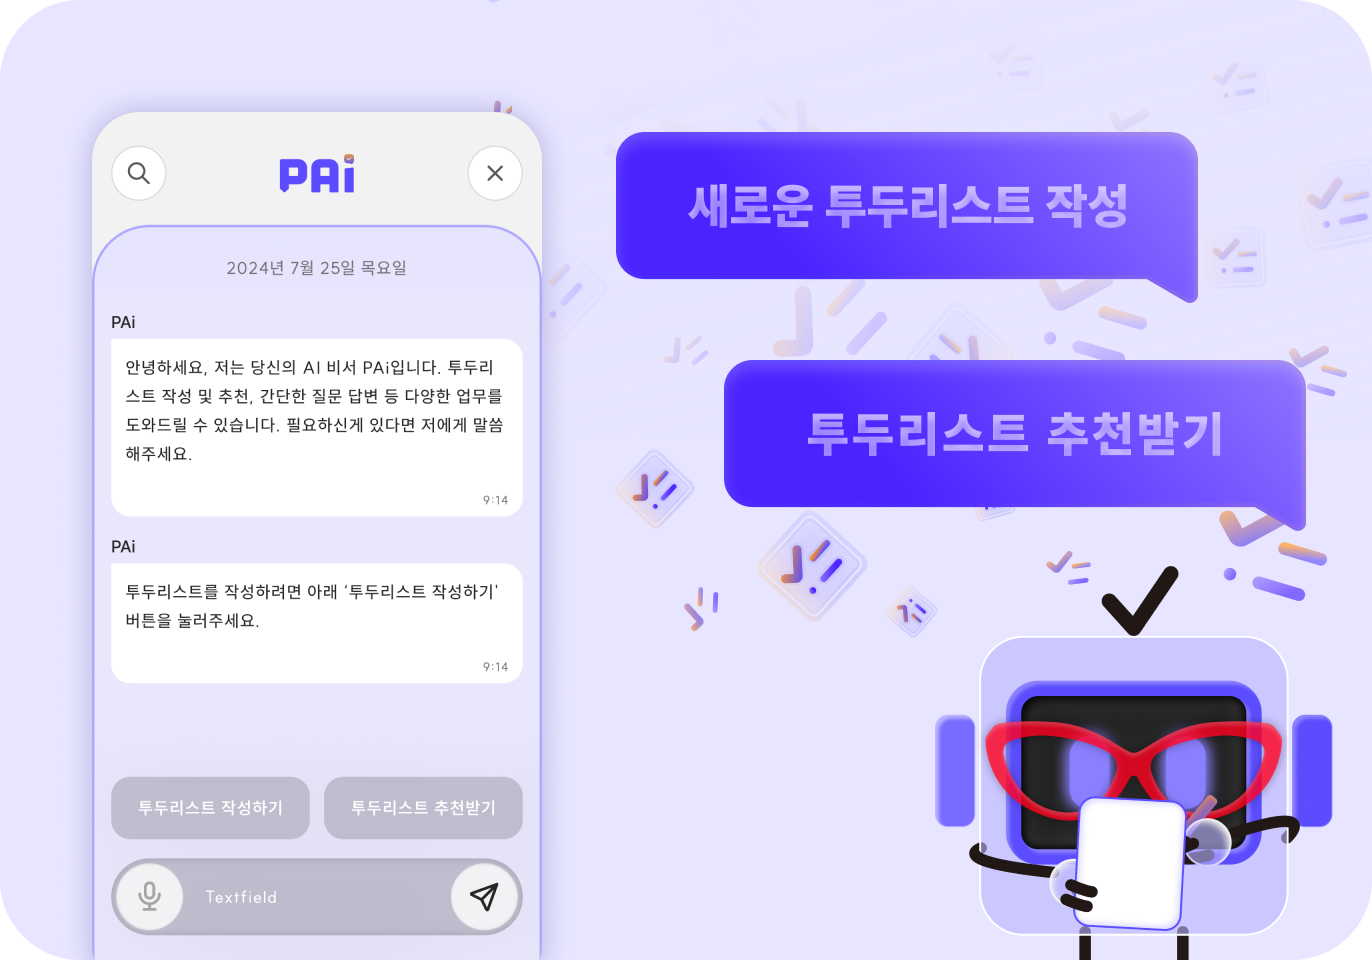 PAi
2024년 7월 25일 목요일
PAi
안녕하세요, 저는 당신의 AI 비서 PAi입니다. 투두리
스트 작성 및 추천, 간단한 질문 답변 등 다양한 업무를
도와드릴 수 있습니다. 필요하신게 있다면 저에게 말씀
해주세요.
9:14
PAi
투두리스트를 작성하려면 아래 ‘투두리스트 작성하기'
버튼을 눌러주세요.
9:14
투두리스트 작성하기
투두리스트 추천받기
Textfield
새로운 투두리스트 작성
투두리스트 추천받기